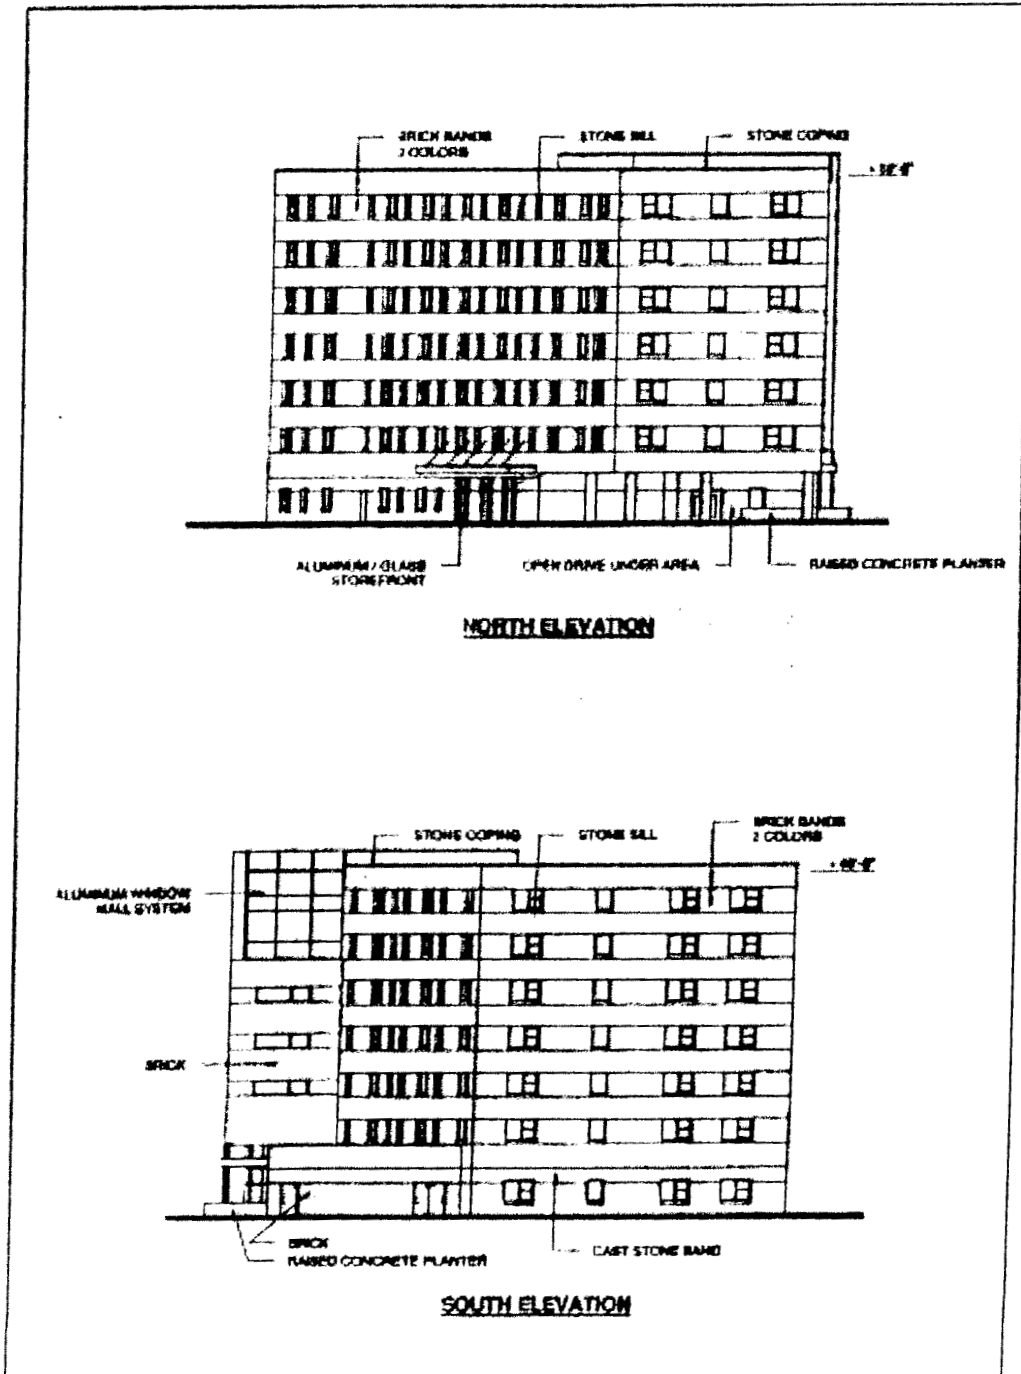 BRICK BANDS
2 COLORS
STONE SILL
STONE COPING
ALUMINUM / GLASS
STOREFRONT
OPEN DRIVE UNDER AREA
RAISED CONCRETE PLANTER
NORTH ELEVATION
STONE COPING
STONE SILL
BRICK BANDS
2 COLORS
ALUMINUM WINDOW
WALL SYSTEM
BRICK
BRICK
RAISED CONCRETE PLANTER
CAST STONE BAND
SOUTH ELEVATION